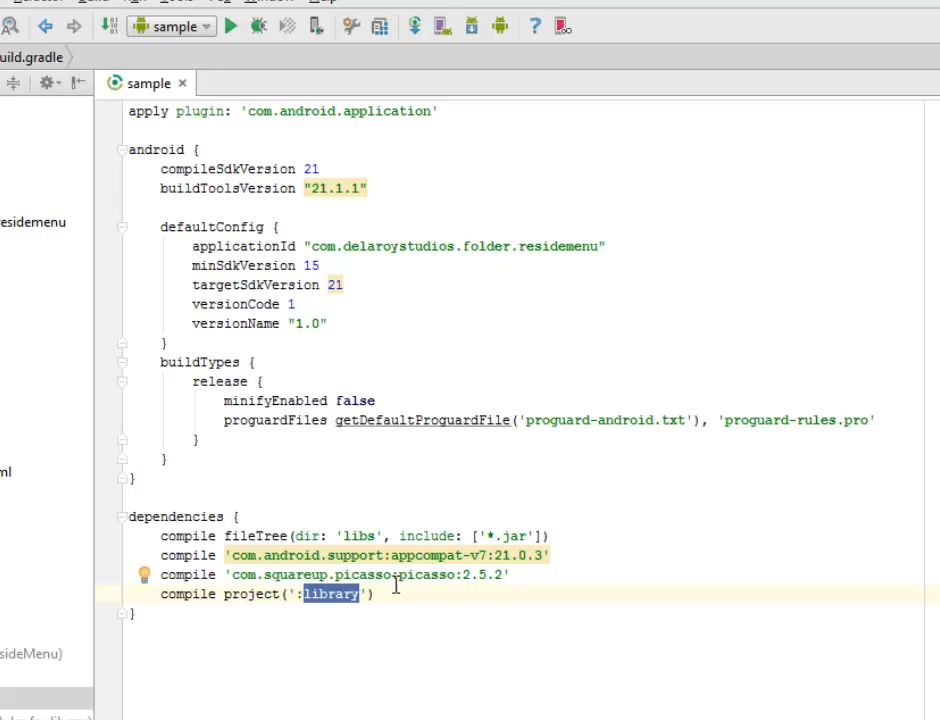 sample
uild.gradle
sample
apply plugin: 'com.android.application'
android {
compileSdkVersion 21
buildToolsVersion "21.1.1"
defaultConfig {
applicationId "com.delaroystudios.folder.residemenu"
minSdkVersion 15
targetSdkVersion 21
versionCode 1
versionName "1.0"
}
buildTypes {
release {
minifyEnabled false
proguardFiles getDefaultProguardFile('proguard-android.txt'), 'proguard-rules.pro'
}
}
}
dependencies {
compile fileTree(dir: 'libs', include: ['*.jar'])
compile 'com.android.support:appcompat-v7:21.0.3'
compile 'com.squareup.picasso:picasso:2.5.2'
compile project(':library')
}
esidemenu
ml
sideMenu)